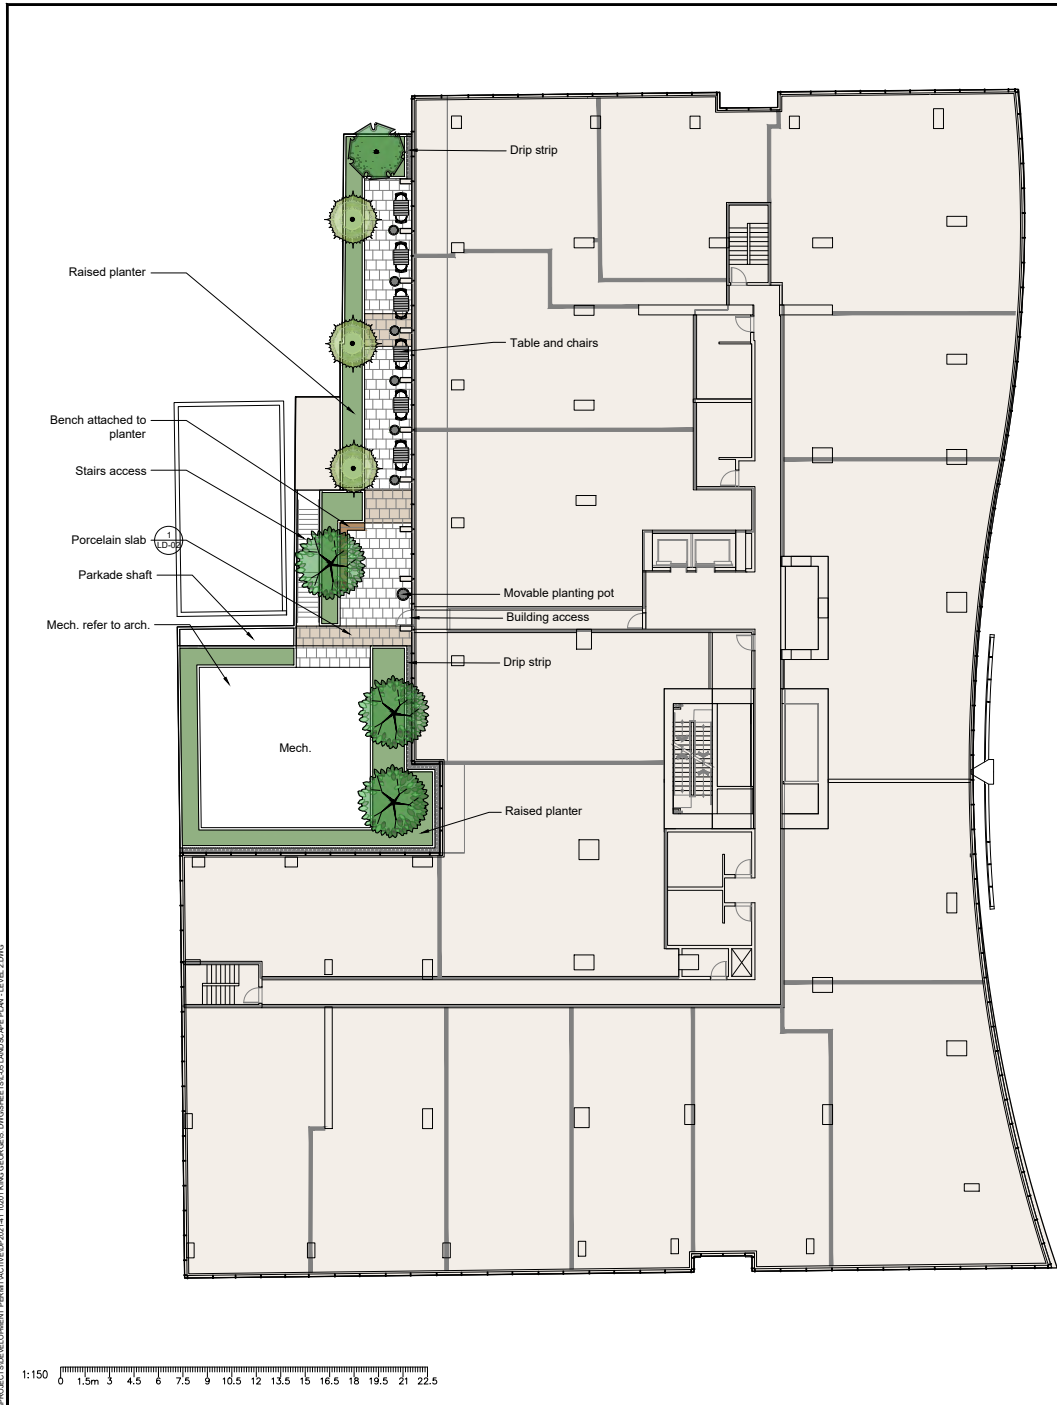 Drip strip
Raised planter
Table and chairs
Bench attached to
planter
Stairs access
1
LD-02
Porcelain slab
Parkade shaft
Movable planting pot
Building access
Mech. refer to arch.
Drip strip
Mech.
Raised planter
1:150
0 1.5m 3 4.5 6 7.5 9 10.5 12 13.5 15 16.5 18 19.5 21 22.5